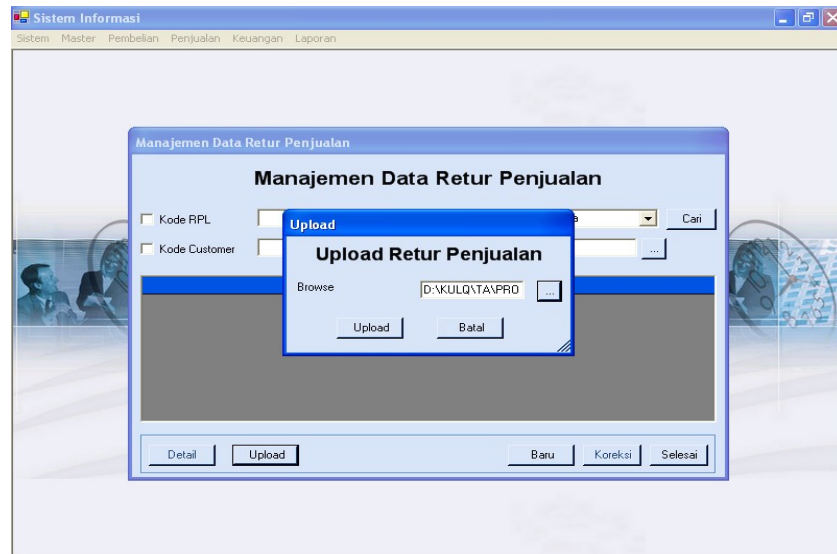 Sistem Informasi
Sistem Master Pembelian Penjualan Keuangan Laporan
Manajemen Data Retur Penjualan
Manajemen Data Retur Penjualan
Kode RPL
Cari
Kode Customer
...
Upload
Upload Retur Penjualan
Browse D:\KULQ\TA\PRO ...
Upload Batal
Detail Upload Baru Koreksi Selesai